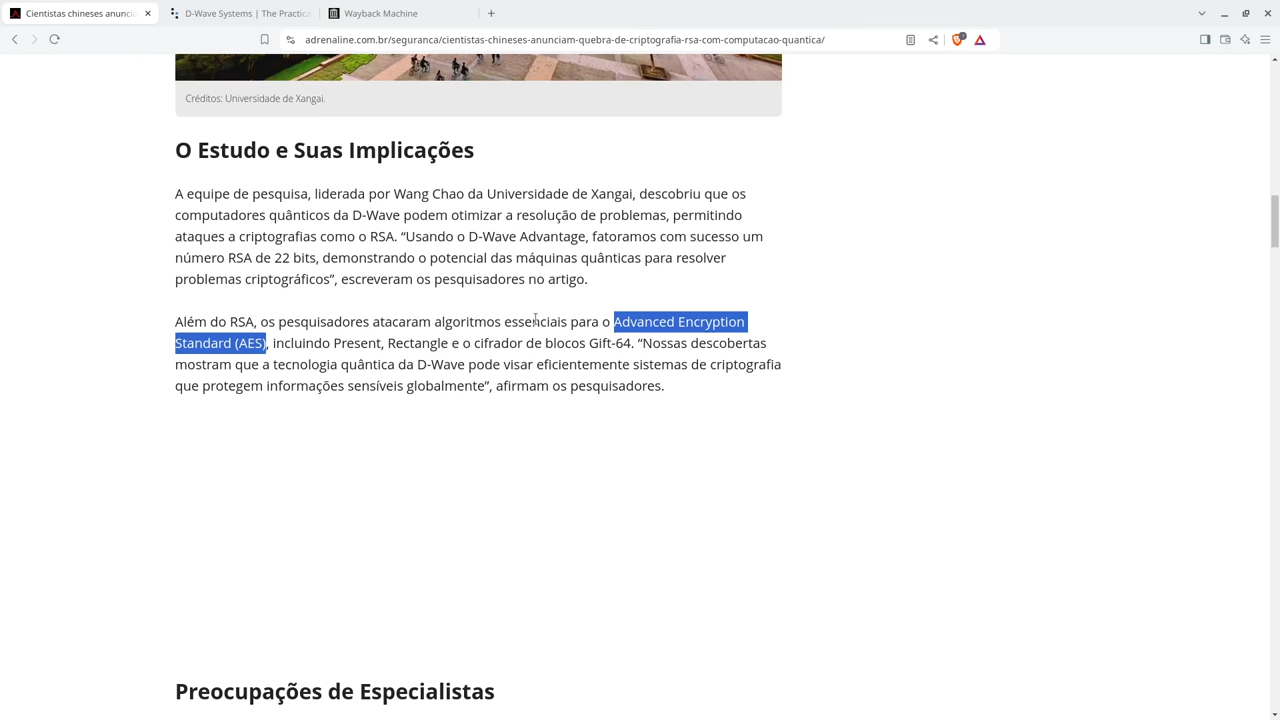 Cientistas chineses anuncia
D-Wave Systems | The Practica
Wayback Machine
adrenaline.com.br/seguranca/cientistas-chineses-anunciam-quebra-de-criptografia-rsa-com-computacao-quantica/
Créditos: Universidade de Xangai.
O Estudo e Suas Implicações
A equipe de pesquisa, liderada por Wang Chao da Universidade de Xangai, descobriu que os
computadores quânticos da D-Wave podem otimizar a resolução de problemas, permitindo
ataques a criptografias como o RSA. “Usando o D-Wave Advantage, fatoramos com sucesso um
número RSA de 22 bits, demonstrando o potencial das máquinas quânticas para resolver
problemas criptográficos”, escreveram os pesquisadores no artigo.
Além do RSA, os pesquisadores atacaram algoritmos essenciais para o Advanced Encryption
Standard (AES), incluindo Present, Rectangle e o cifrador de blocos Gift-64. “Nossas descobertas
mostram que a tecnologia quântica da D-Wave pode visar eficientemente sistemas de criptografia
que protegem informações sensíveis globalmente”, afirmam os pesquisadores.
Preocupações de Especialistas